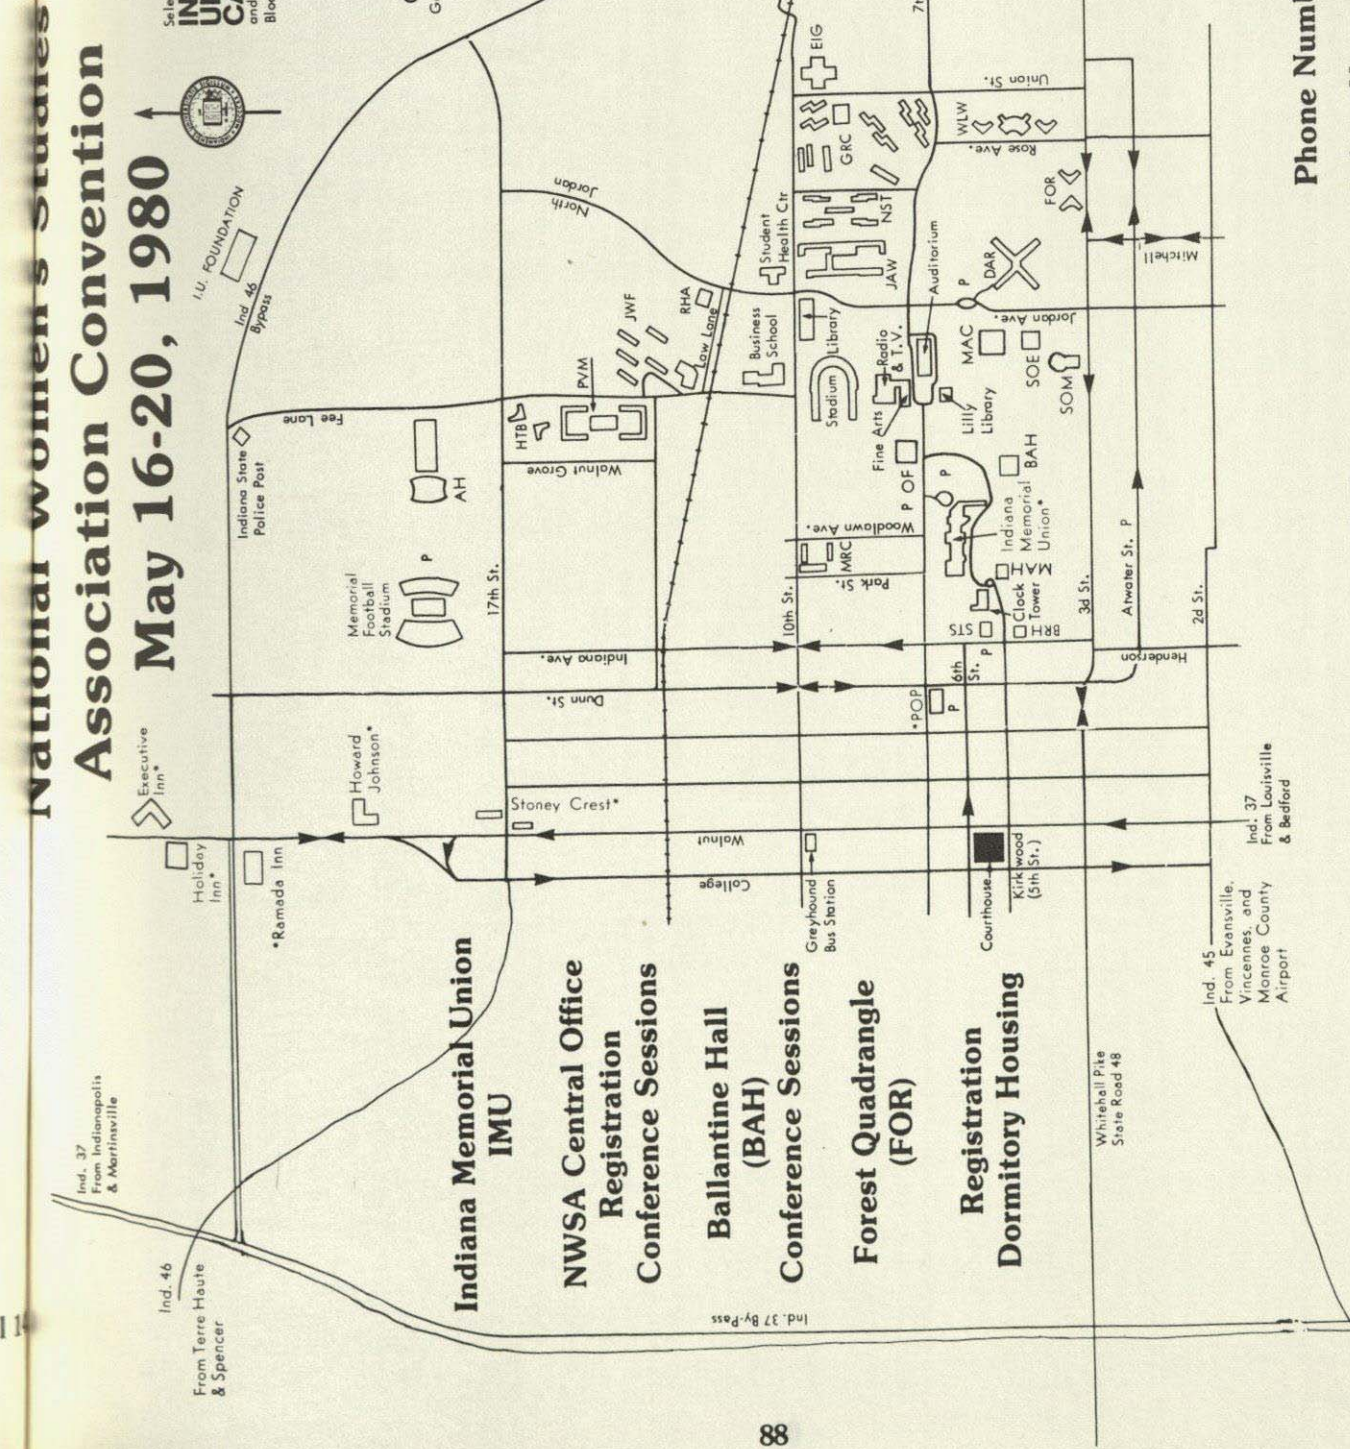 National Women's Studies
Association Convention
May 16-20, 1980
Indiana Memorial Union
IMU
NWSA Central Office
Registration
Conference Sessions
Ballantine Hall
(BAH)
Conference Sessions
Forest Quadrangle
(FOR)
Registration
Dormitory Housing
Phone Num
Ind. 37
From Indianapolis
& Martinsville
Ind. 46
From Terre Haute
& Spencer
Executive
Inn*
Holiday
Inn*
*Ramada Inn
Howard
Johnson*
Stoney Crest*
I.U. FOUNDATION
Ind 46
Bypass
Indiana State
Police Post
Fee Lane
Memorial
Football
Stadium
P
AH
17th St.
HTB
PVM
Walnut Grove
JWF
RHA
Law Lane
North
Jordan
Indiana Ave.
Dunn St.
Walnut
College
Business
School
Student
Health Ctr
EIG
GRC
NST
JAW
Library
Stadium
Radio
& T.V.
Fine Arts
Auditorium
10th St.
MRC
Park St.
Woodlawn Ave.
P
OF
P
Lilly
Library
Indiana
Memorial
Union*
BAH
MAH
Clock
Tower
STS
BRH
P
6th
St.
*POP
P
MAC
SOE
SOM
P
DAR
Jordan Ave.
WLW
Union St.
Rose Ave.
FOR
Mitchell
3d St.
Atwater St.
P
2d St.
Henderson
Greyhound
Bus Station
Courthouse
Kirkwood
(5th St.)
Ind. 37
From Louisville
& Bedford
Ind. 45
From Evansville,
Vincennes, and
Monroe County
Airport
Whitehall Pike
State Road 48
Ind. 37 By-Pass
88